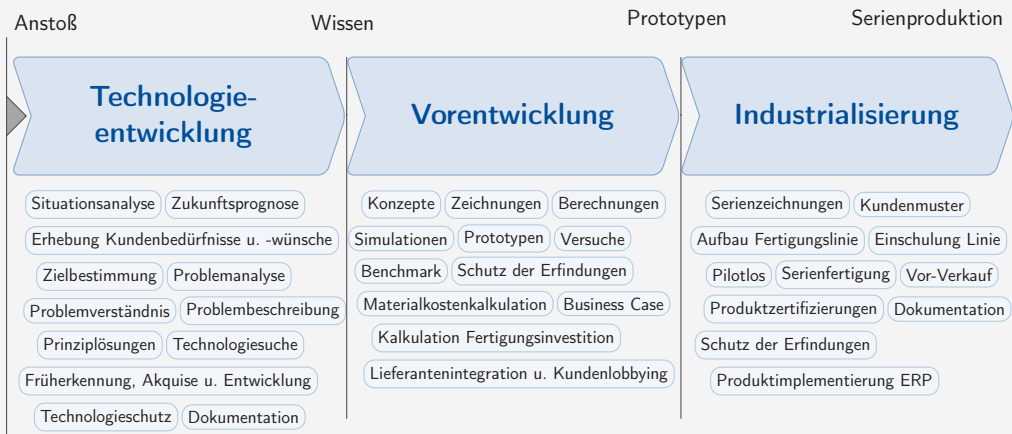 Anstoß
Wissen
Prototypen
Serienproduktion
Technologie-
entwicklung
Vorentwicklung
Industrialisierung
Situationsanalyse Zukunftsprognose
Erhebung Kundenbedürfnisse u. -wünsche
Zielbestimmung Problemanalyse
Problemverständnis Problembeschreibung
Prinziplösungen Technologiesuche
Früherkennung, Akquise u. Entwicklung
Technologieschutz Dokumentation
Konzepte Zeichnungen Berechnungen
Simulationen Prototypen Versuche
Benchmark Schutz der Erfindungen
Materialkostenkalkulation Business Case
Kalkulation Fertigungsinvestition
Lieferantenintegration u. Kundenlobbying
Serienzeichnungen Kundenmuster
Aufbau Fertigungslinie Einschulung Linie
Pilotlos Serienfertigung Vor-Verkauf
Produktzertifizierungen Dokumentation
Schutz der Erfindungen
Produktimplementierung ERP